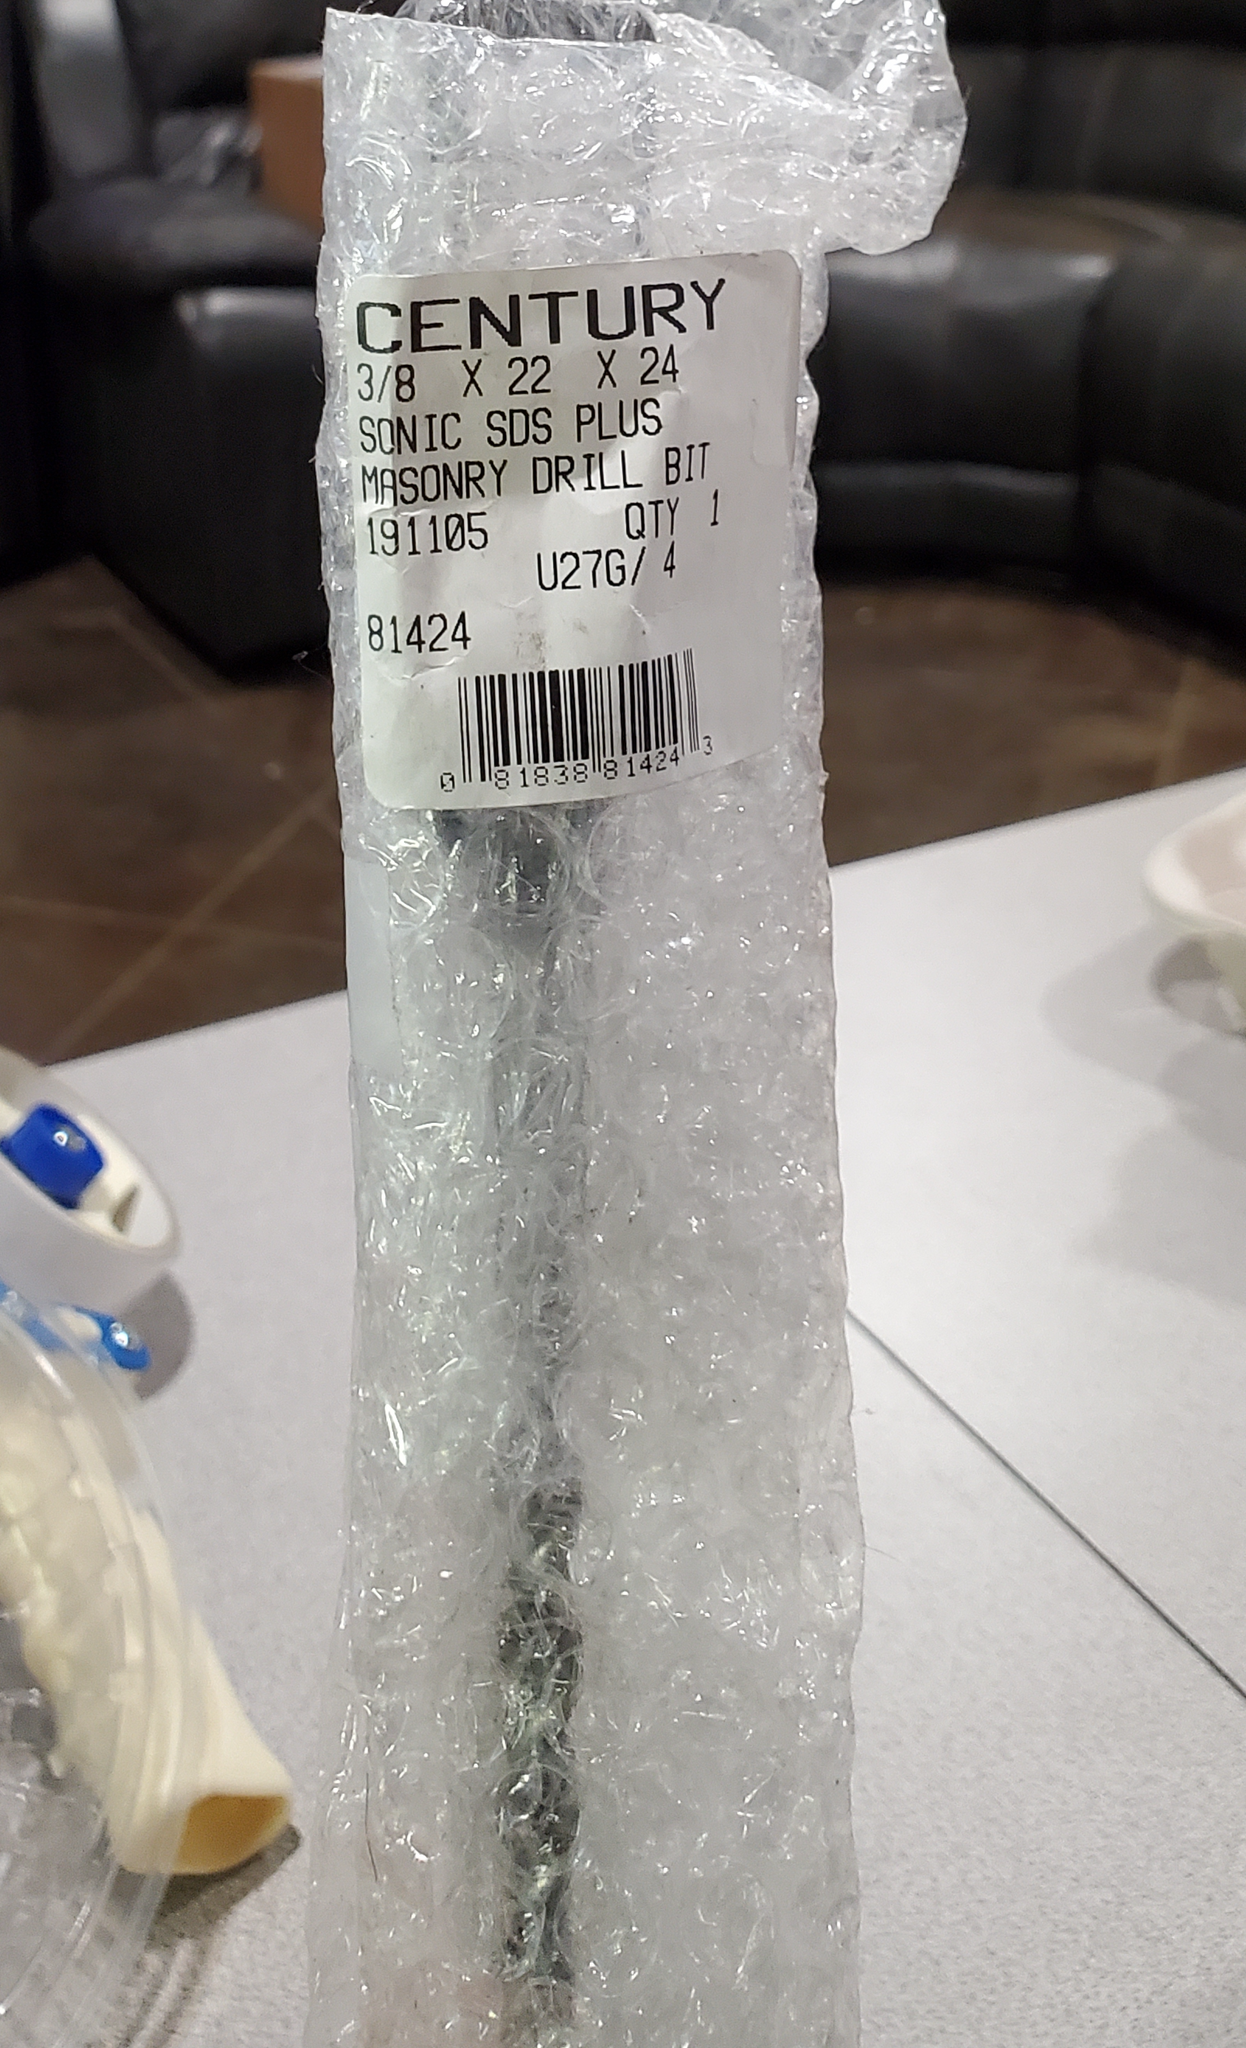 CENTURY
3/8 X 22 X 24
SONIC SDS PLUS
MASONRY DRILL BIT
191105 QTY 1
U27G/ 4
81424
0 81838 81424 3